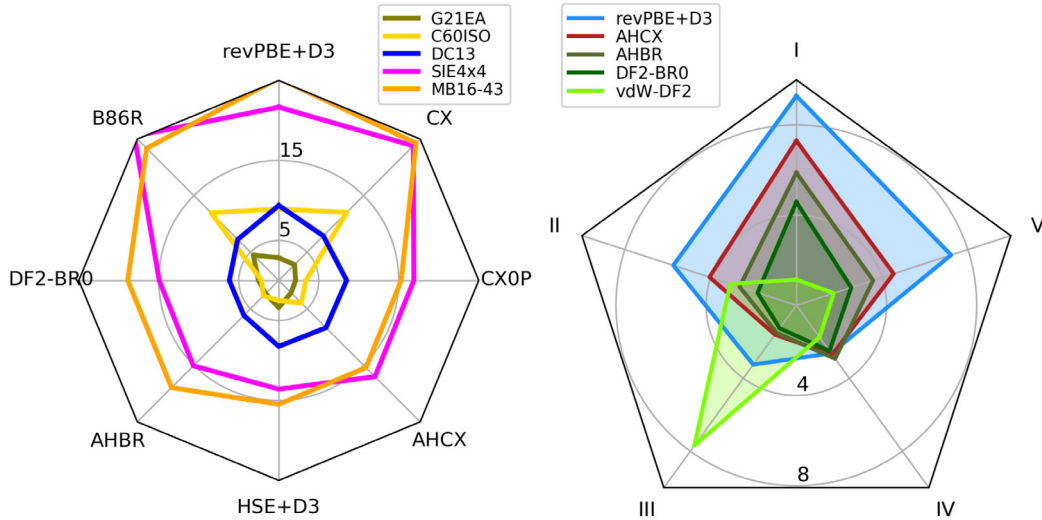 G21EA
C60ISO
DC13
SIE4x4
MB16-43
revPBE+D3
B86R
CX
15
5
DF2-BR0
CX0P
AHBR
AHCX
HSE+D3
revPBE+D3
AHCX
AHBR
DF2-BR0
vdW-DF2
I
II
V
4
8
III
IV